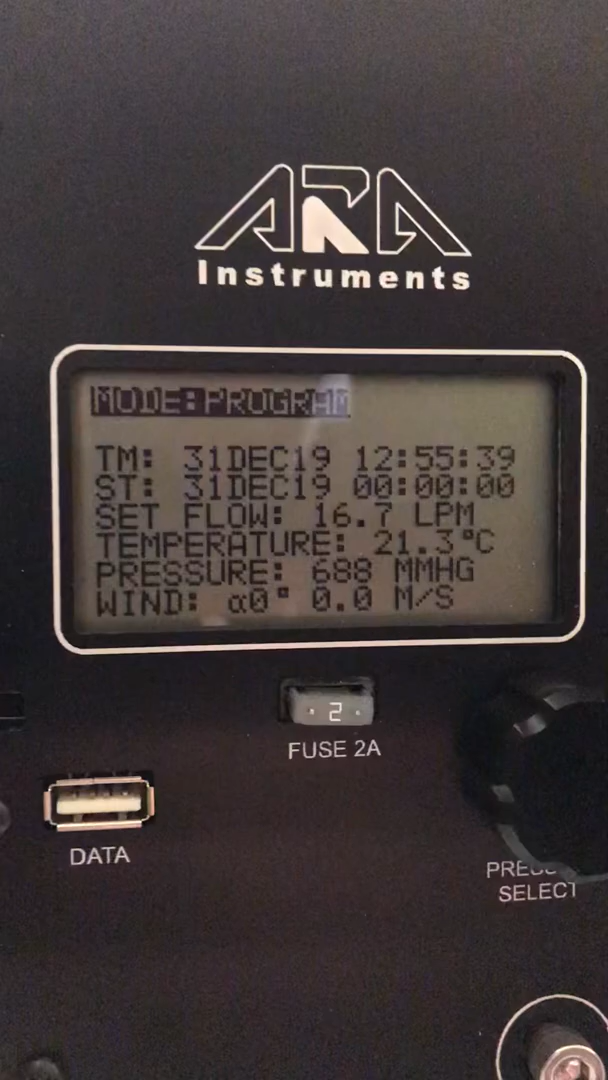 ARA
Instruments
MODE:PROGRAM
TM: 31DEC19 12:55:39
ST: 31DEC19 00:00:00
SET FLOW: 16.7 LPM
TEMPERATURE: 21.3°C
PRESSURE: 688 MMHG
WIND: α0° 0.0 M/S
2
FUSE 2A
DATA
SELECT